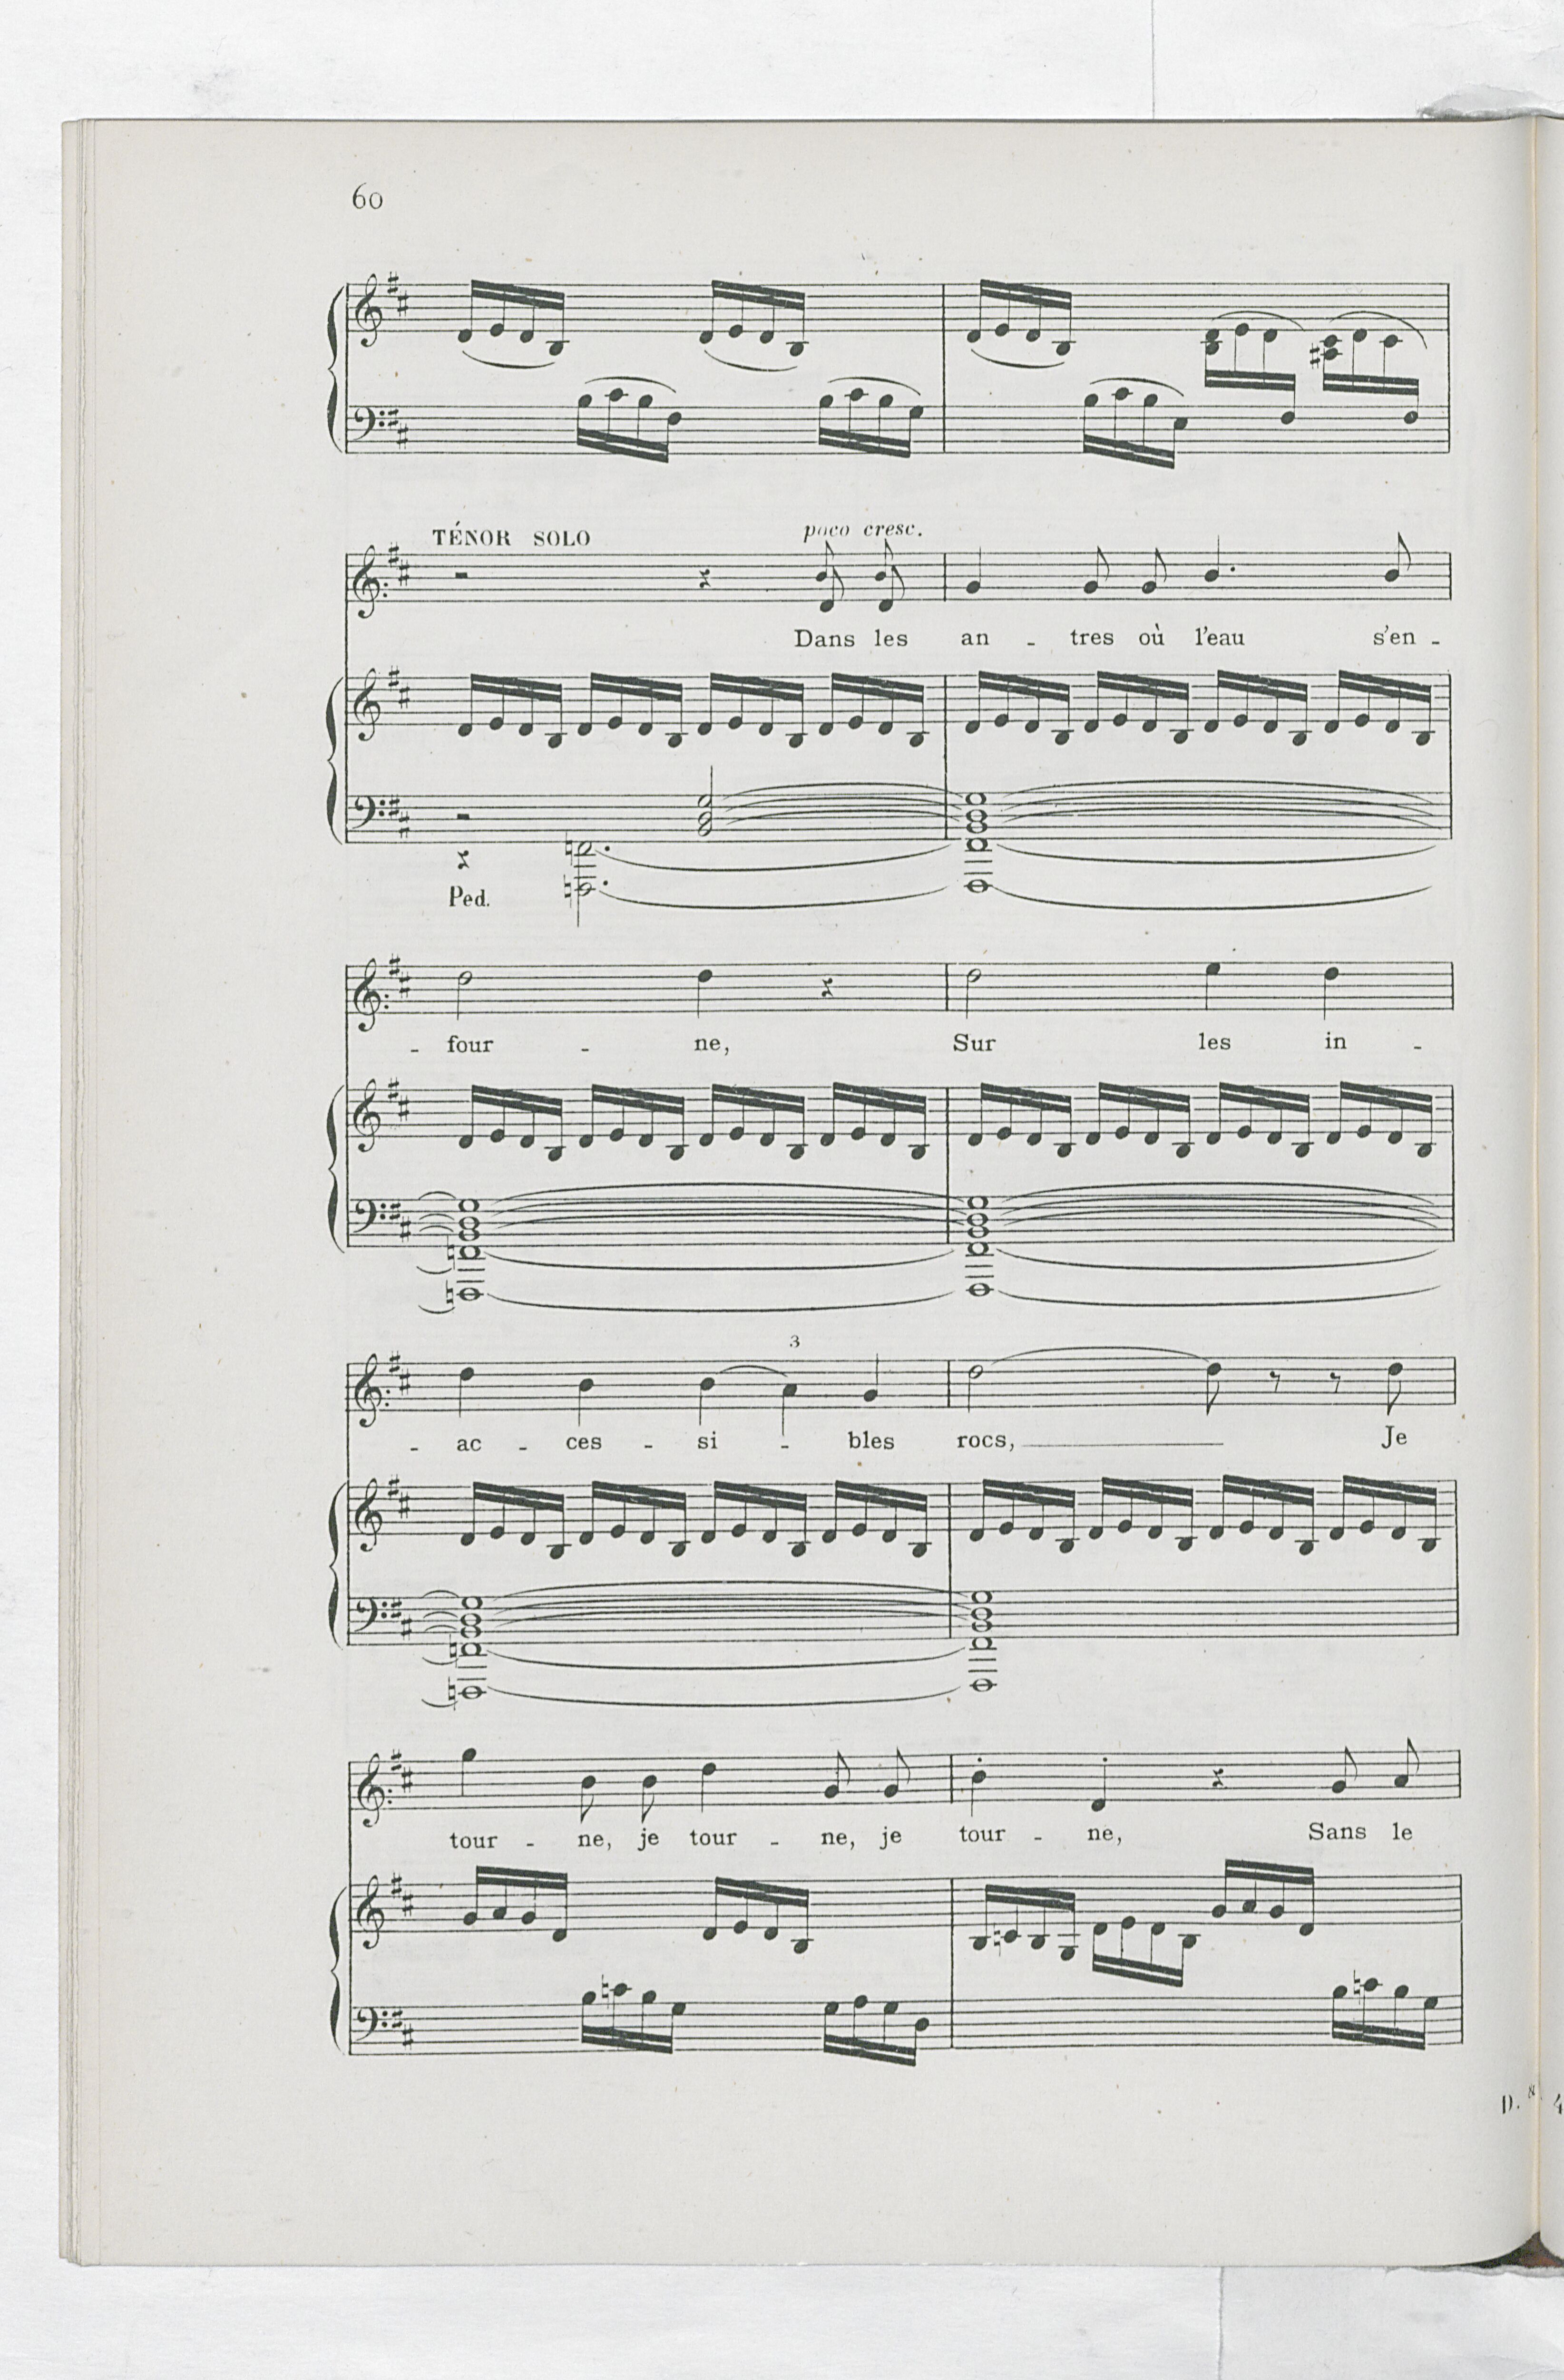 60
TÉNOR SOLO poco cresc.
Dans les an - tres où l'eau s'en -
Ped.
- four - ne, Sur les in -
3
- ac - ces - si - bles rocs, Je
tour - ne, je tour - ne, je tour - ne, Sans le
D. & 4